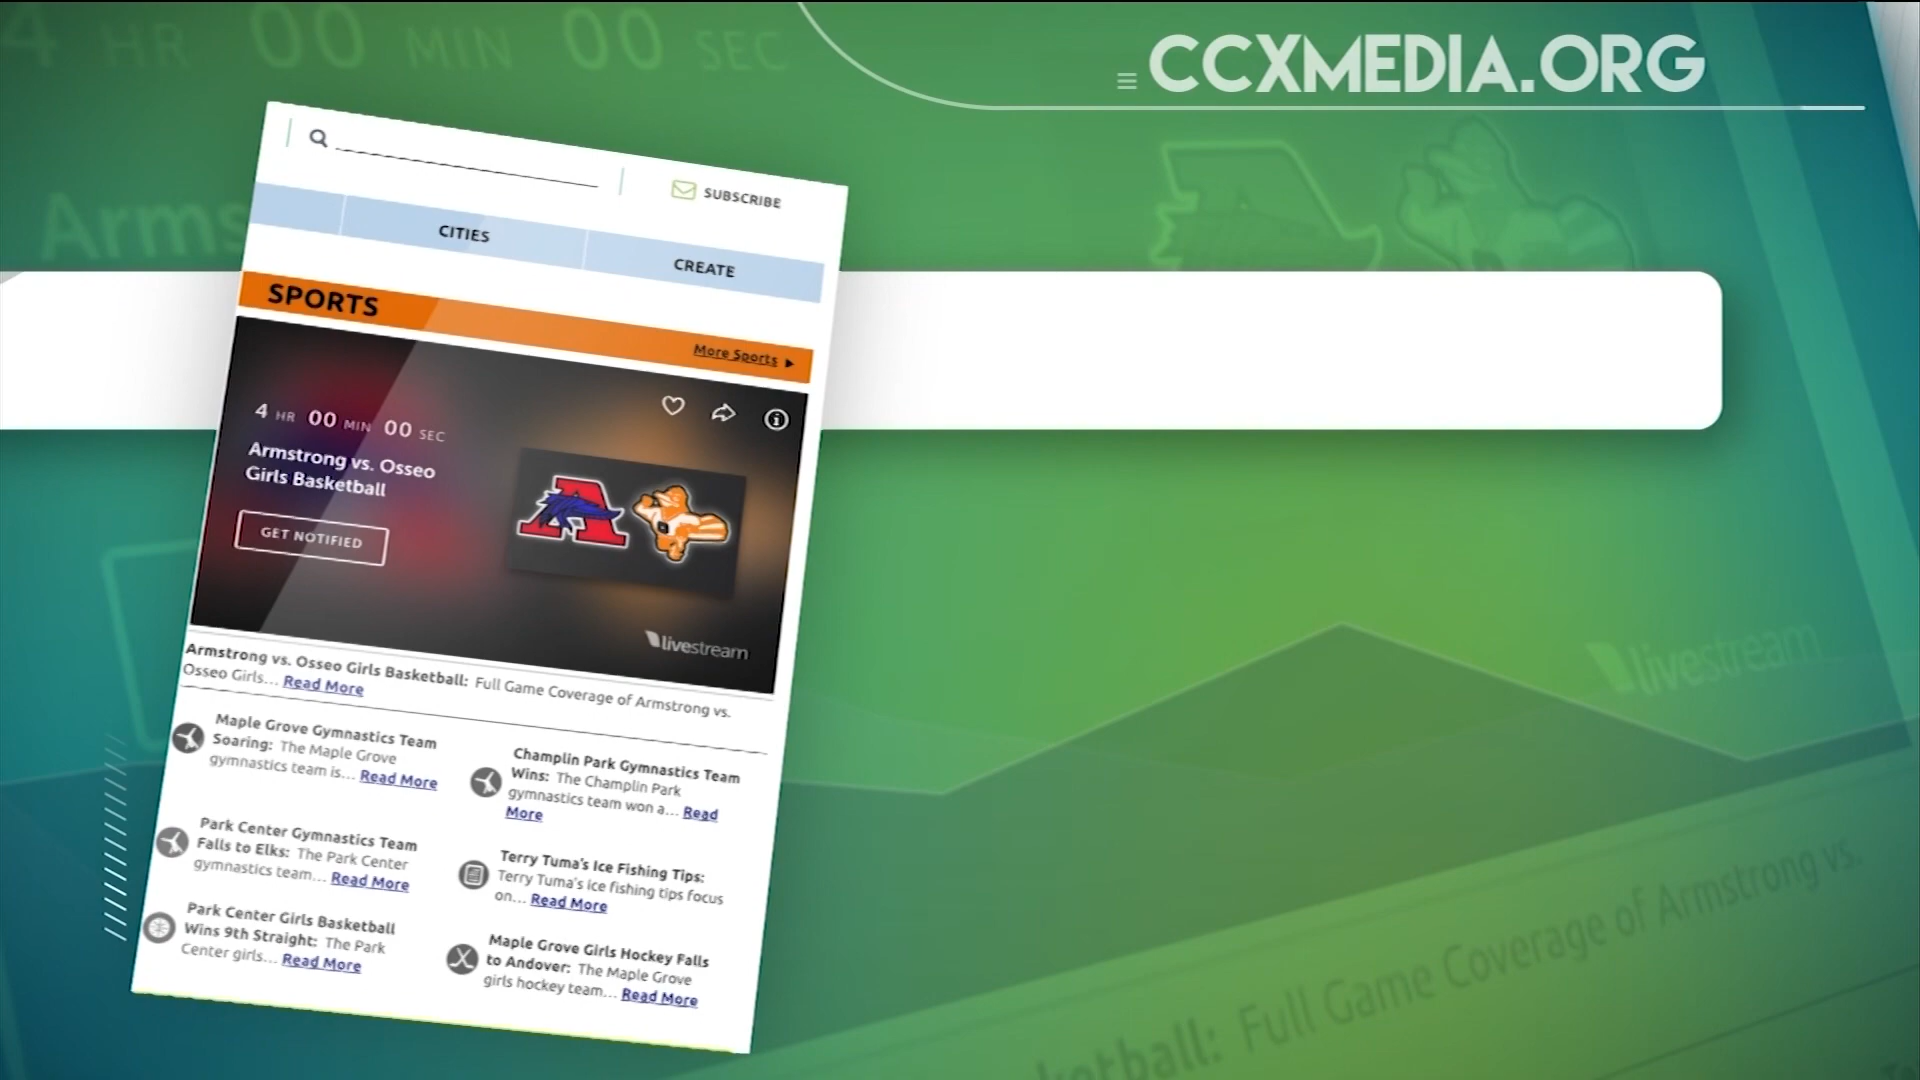 4 HR 00 MIN 00 SEC
CCXMEDIA.ORG
SUBSCRIBE
CITIES
CREATE
SPORTS
More Sports
4 HR 00 MIN 00 SEC
Armstrong vs. Osseo
Girls Basketball
GET NOTIFIED
A
livestream
Armstrong vs. Osseo Girls Basketball: Full Game Coverage of Armstrong vs.
Osseo Girls... Read More
Maple Grove Gymnastics Team
Soaring: The Maple Grove
gymnastics team is... Read More
Champlin Park Gymnastics Team
Wins: The Champlin Park
gymnastics team won a... Read
More
Park Center Gymnastics Team
Falls to Elks: The Park Center
gymnastics team... Read More
Terry Tuma's Ice Fishing Tips:
Terry Tuma's ice fishing tips focus
on... Read More
Park Center Girls Basketball
Wins 9th Straight: The Park
Center girls... Read More
Maple Grove Girls Hockey Falls
to Andover: The Maple Grove
girls hockey team... Read More
Arms
livestream
ketball: Full Game Coverage of Armstrong vs.